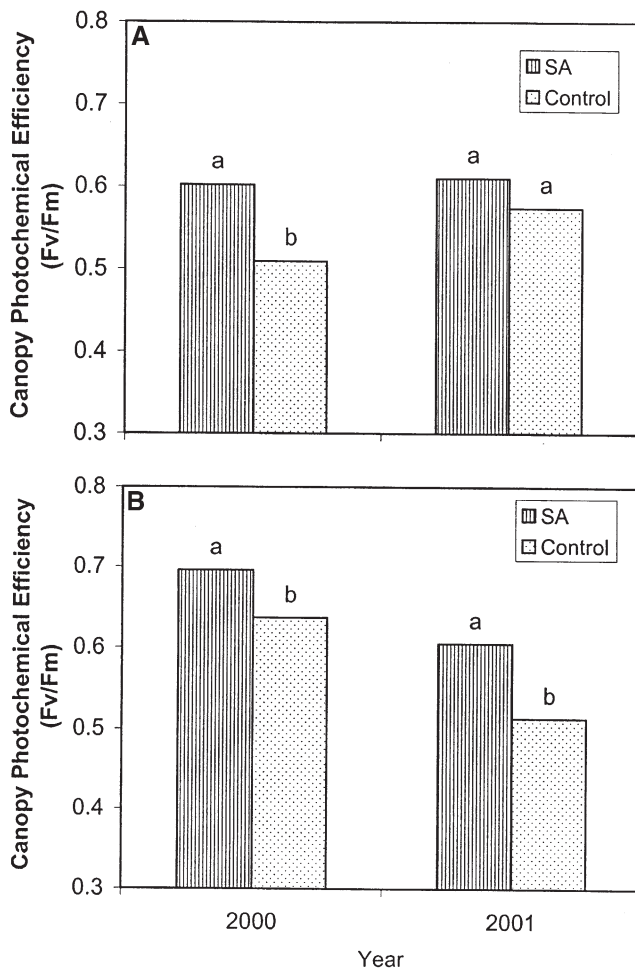 A
SA
Control
Canopy Photochemical Efficiency
(Fv/Fm)
0.8
0.7
0.6
0.5
0.4
0.3
a
b
a
a
B
SA
Control
Canopy Photochemical Efficiency
(Fv/Fm)
0.8
0.7
0.6
0.5
0.4
0.3
a
b
a
b
2000
2001
Year